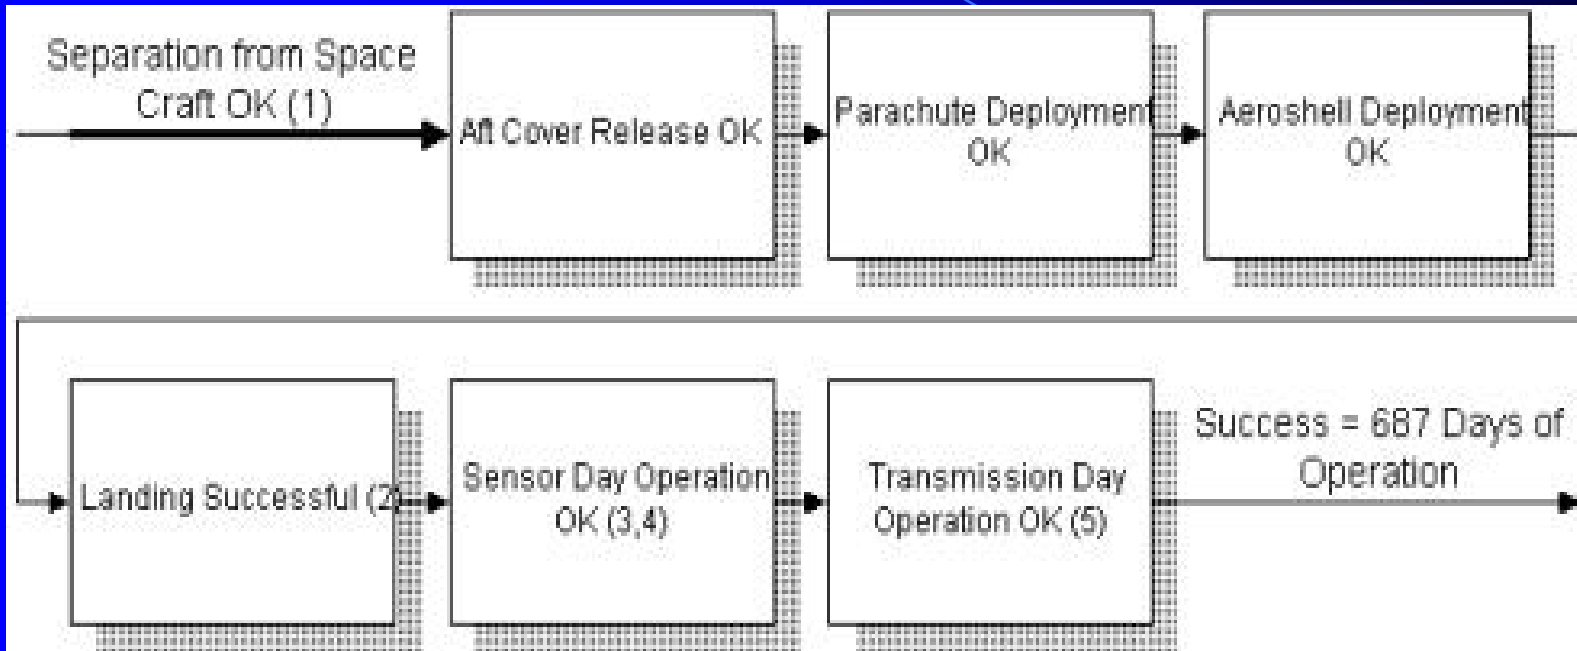 Separation from Space
Craft OK (1)
Aft Cover Release OK
Parachute Deployment
OK
Aeroshell Deployment
OK
Landing Successful (2)
Sensor Day Operation
OK (3,4)
Transmission Day
Operation OK (5)
Success = 687 Days of
Operation